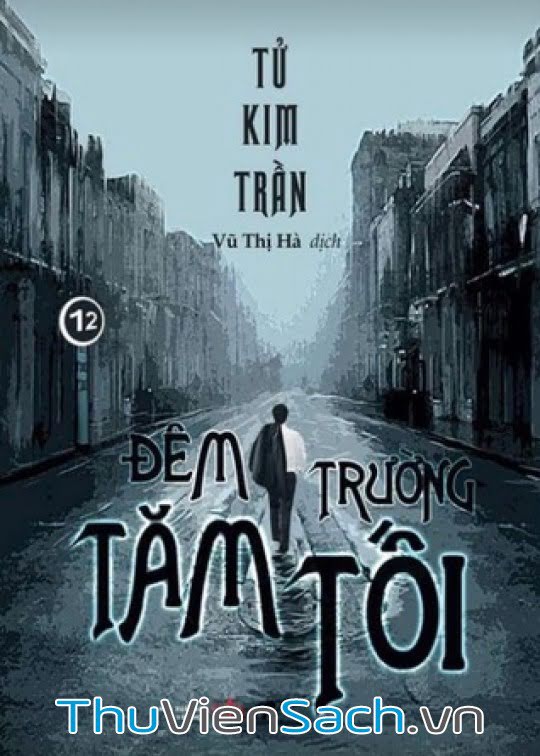 TỬ
KIM
TRẦN
Vũ Thị Hà dịch
12
ĐÊM TRƯỜNG
TĂM TỐI
ThuVienSach.vn